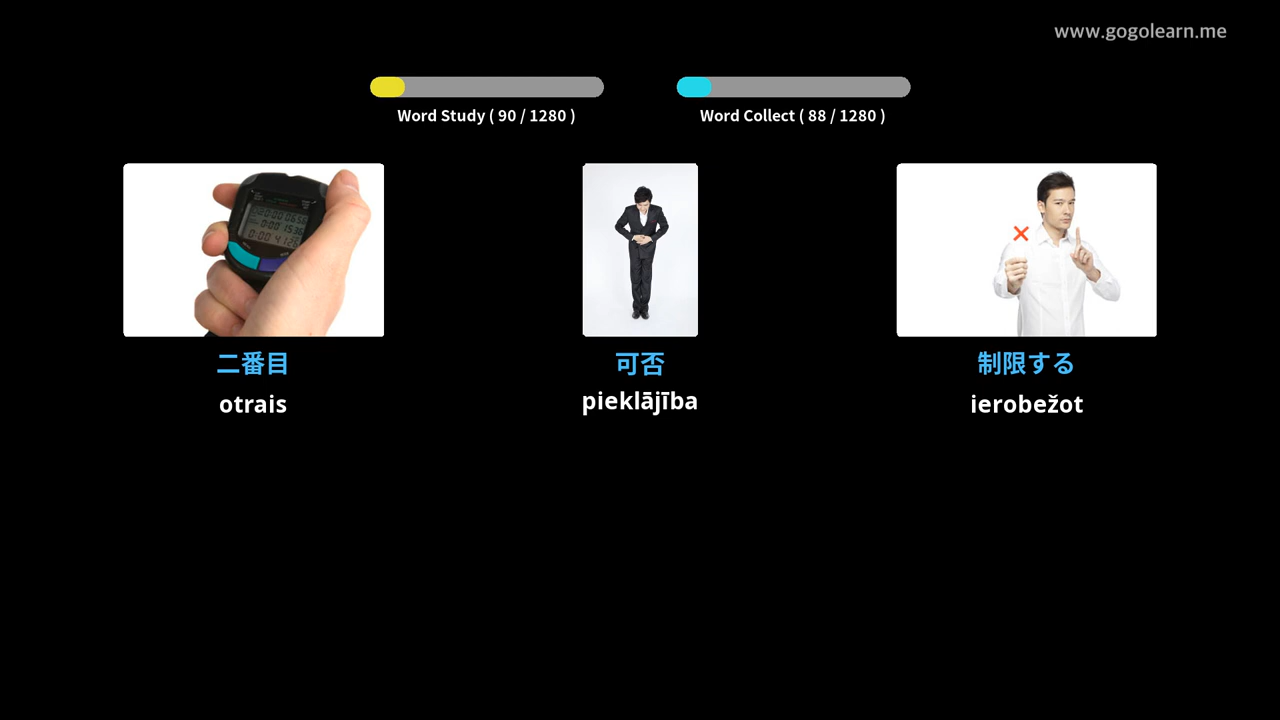 www.gogolearn.me
Word Study ( 90 / 1280 )
Word Collect ( 88 / 1280 )
二番目
otrais
可否
pieklājība
制限する
ierobežot